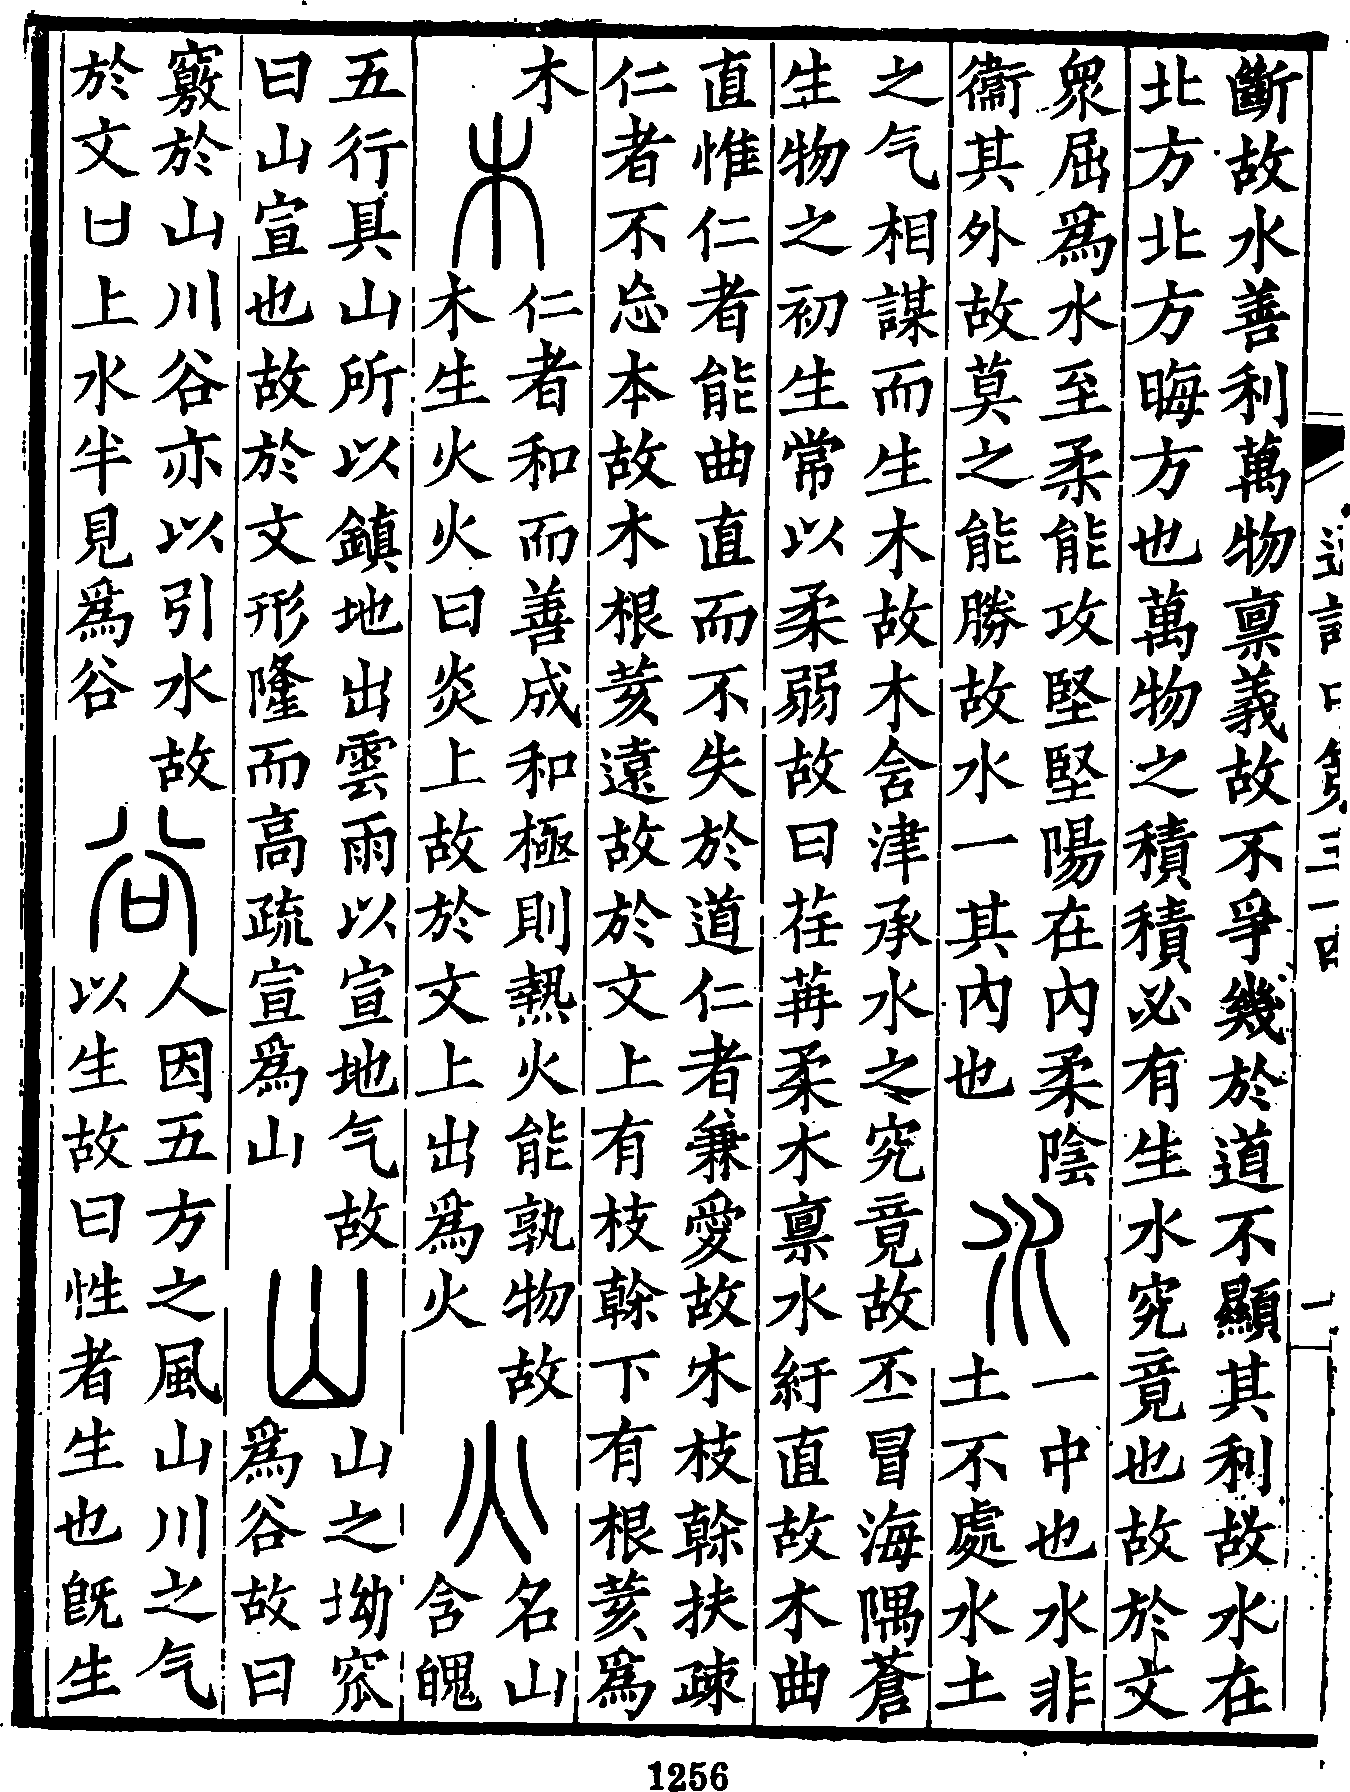 斷故水善利萬物禀義故不爭幾於道不顯其利故水在
北方北方晦方也萬物之積積必有生水究竟也故於文
衆屈爲水至柔能攻堅堅陽在內柔陰
衞其外故莫之能勝故水一其內也
水
一中也水非
土不處水土
之气相謀而生木故木含津承水之究竟故丕冒海隅蒼
生物之初生常以柔弱故曰荏苒柔木禀水紆直故木曲
直惟仁者能曲直而不失於道仁者兼愛故木枝榦扶疎
仁者不忘本故木根荄遠故於文上有枝榦下有根荄爲
木
木
仁者和而善成和極則熱火能孰物故
木生火火曰炎上故於文上出爲火
火
名山
含魄
五行具山所以鎮地出雲雨以宣地气故
曰山宣也故於文形隆而高疏宣爲山
山
山之坳窊
爲谷故曰
竅於山川谷亦以引水故
於文口上水半見爲谷
谷
人因五方之風山川之气
以生故曰性者生也旣生
1256